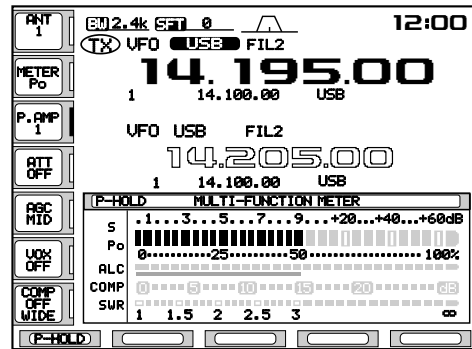 ANT 1
BW 2.4k SFT 0
12:00
TX VFO USB FIL2
14.195.00
1 14.100.00 USB
METER Po
P.AMP 1
VFO USB FIL2
14.205.00
1 14.100.00 USB
ATT OFF
AGC MID
VOX OFF
COMP OFF WIDE
P-HOLD MULTI-FUNCTION METER
S .1...3...5...7...9...+20...+40...+60dB
Po 0..........25..........50.................... 100%
ALC
COMP 0 5 10 15 20 dB
SWR 1 1.5 2 2.5 3 ∞
P-HOLD